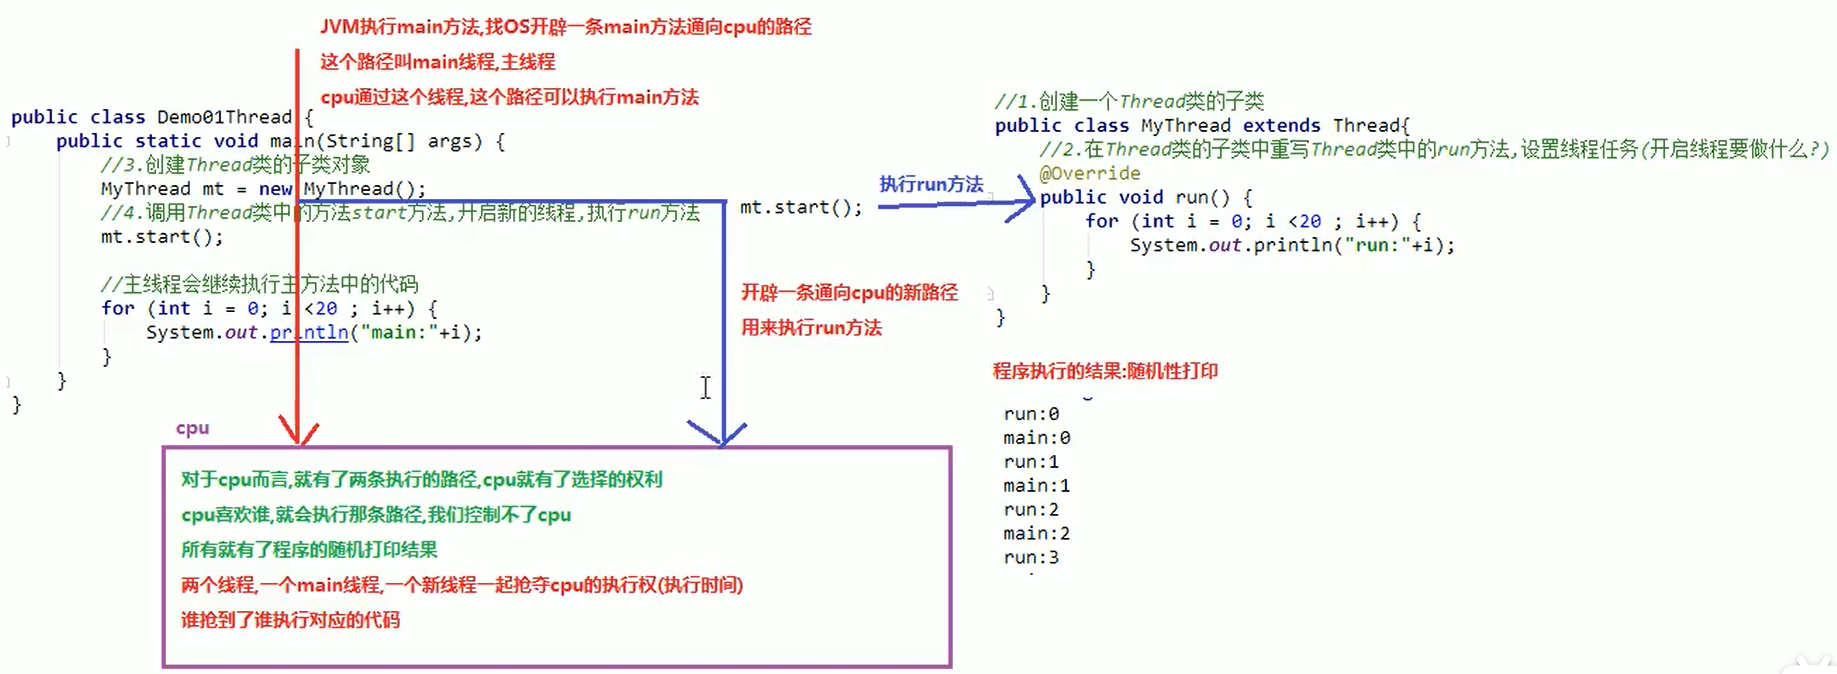 JVM执行main方法,找OS开辟一条main方法通向cpu的路径
这个路径叫main线程,主线程
cpu通过这个线程,这个路径可以执行main方法
public class Demo01Thread {
public static void main(String[] args) {
//3.创建Thread类的子类对象
MyThread mt = new MyThread();
//4.调用Thread类中的方法start方法,开启新的线程,执行run方法
mt.start();
//主线程会继续执行主方法中的代码
for (int i = 0; i <20 ; i++) {
System.out.println("main:"+i);
}
}
}
mt.start();
执行run方法
开辟一条通向cpu的新路径
用来执行run方法
//1.创建一个Thread类的子类
public class MyThread extends Thread{
//2.在Thread类的子类中重写Thread类中的run方法,设置线程任务(开启线程要做什么?)
@Override
public void run() {
for (int i = 0; i <20 ; i++) {
System.out.println("run:"+i);
}
}
}
程序执行的结果:随机性打印
run:0
main:0
run:1
main:1
run:2
main:2
run:3
cpu
对于cpu而言,就有了两条执行的路径,cpu就有了选择的权利
cpu喜欢谁,就会执行那条路径,我们控制不了cpu
所有就有了程序的随机打印结果
两个线程,一个main线程,一个新线程一起抢夺cpu的执行权(执行时间)
谁抢到了谁执行对应的代码